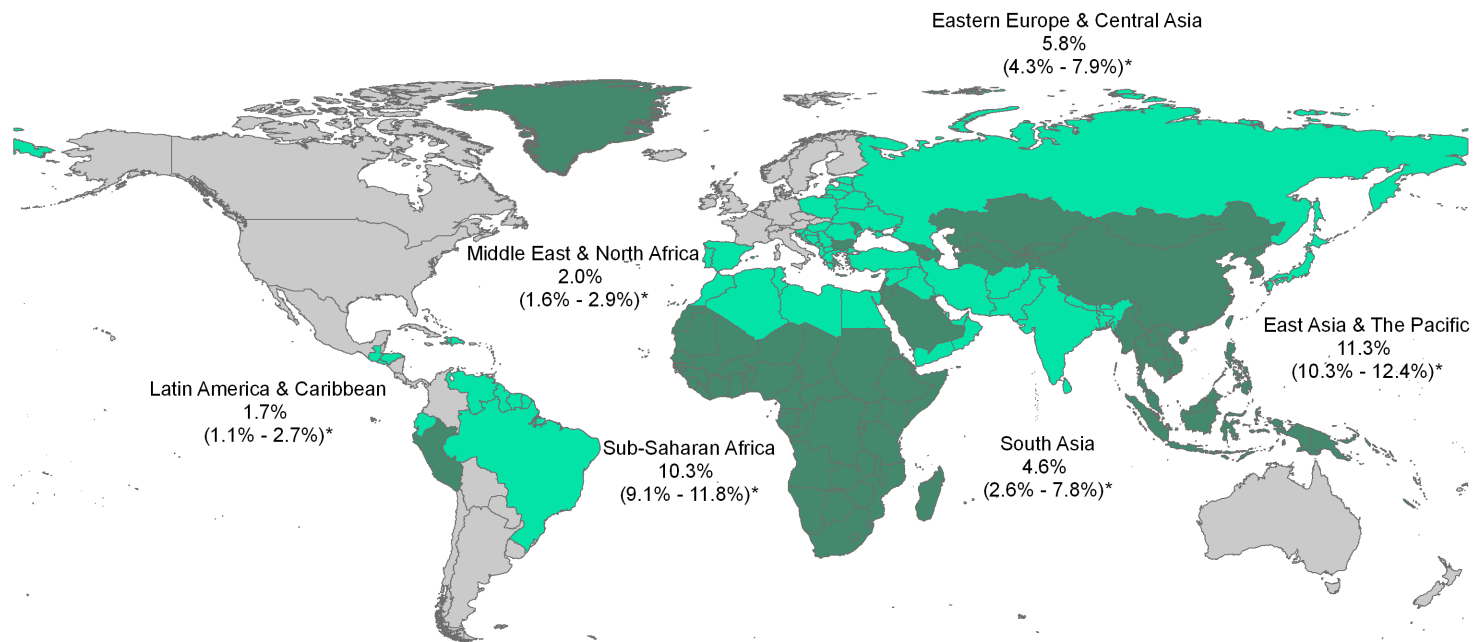 Eastern Europe & Central Asia
5.8%
(4.3% - 7.9%)*
Middle East & North Africa
2.0%
(1.6% - 2.9%)*
East Asia & The Pacific
11.3%
(10.3% - 12.4%)*
Latin America & Caribbean
1.7%
(1.1% - 2.7%)*
Sub-Saharan Africa
10.3%
(9.1% - 11.8%)*
South Asia
4.6%
(2.6% - 7.8%)*